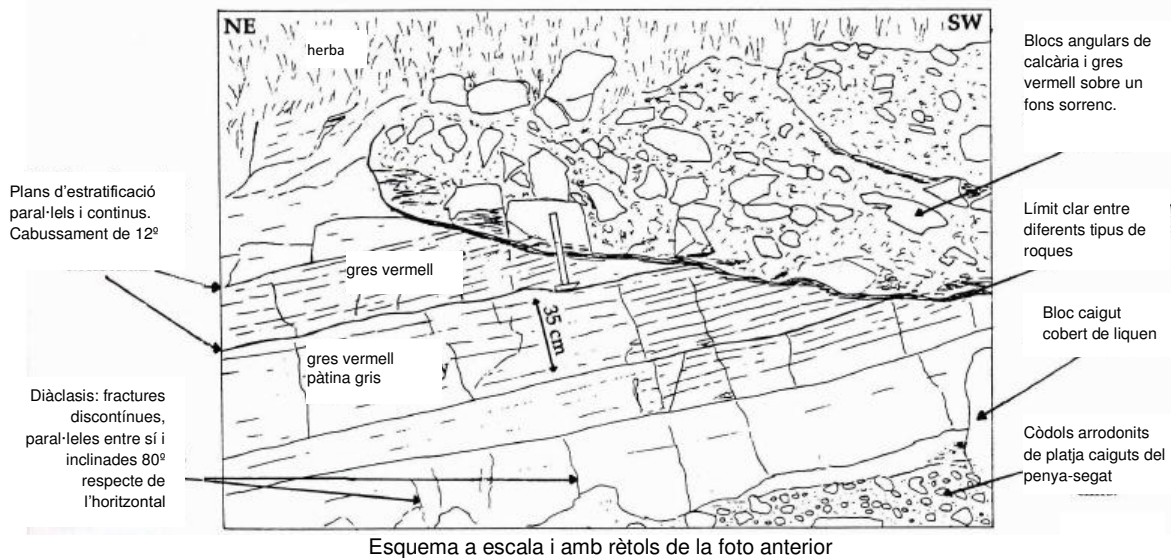 NE
SW
herba
Blocs angulars de
calcària i gres
vermell sobre un
fons sorrenc.
Plans d'estratificació
paral·lels i continus.
Cabussament de 12º
Límit clar entre
diferents tipus de
roques
gres vermell
35 cm
Bloc caigut
cobert de liquen
gres vermell
pàtina gris
Diàclasis: fractures
discontínues,
paral·leles entre sí i
inclinades 80º
respecte de
l'horitzontal
Còdols arrodonits
de platja caiguts del
penya-segat
Esquema a escala i amb rètols de la foto anterior